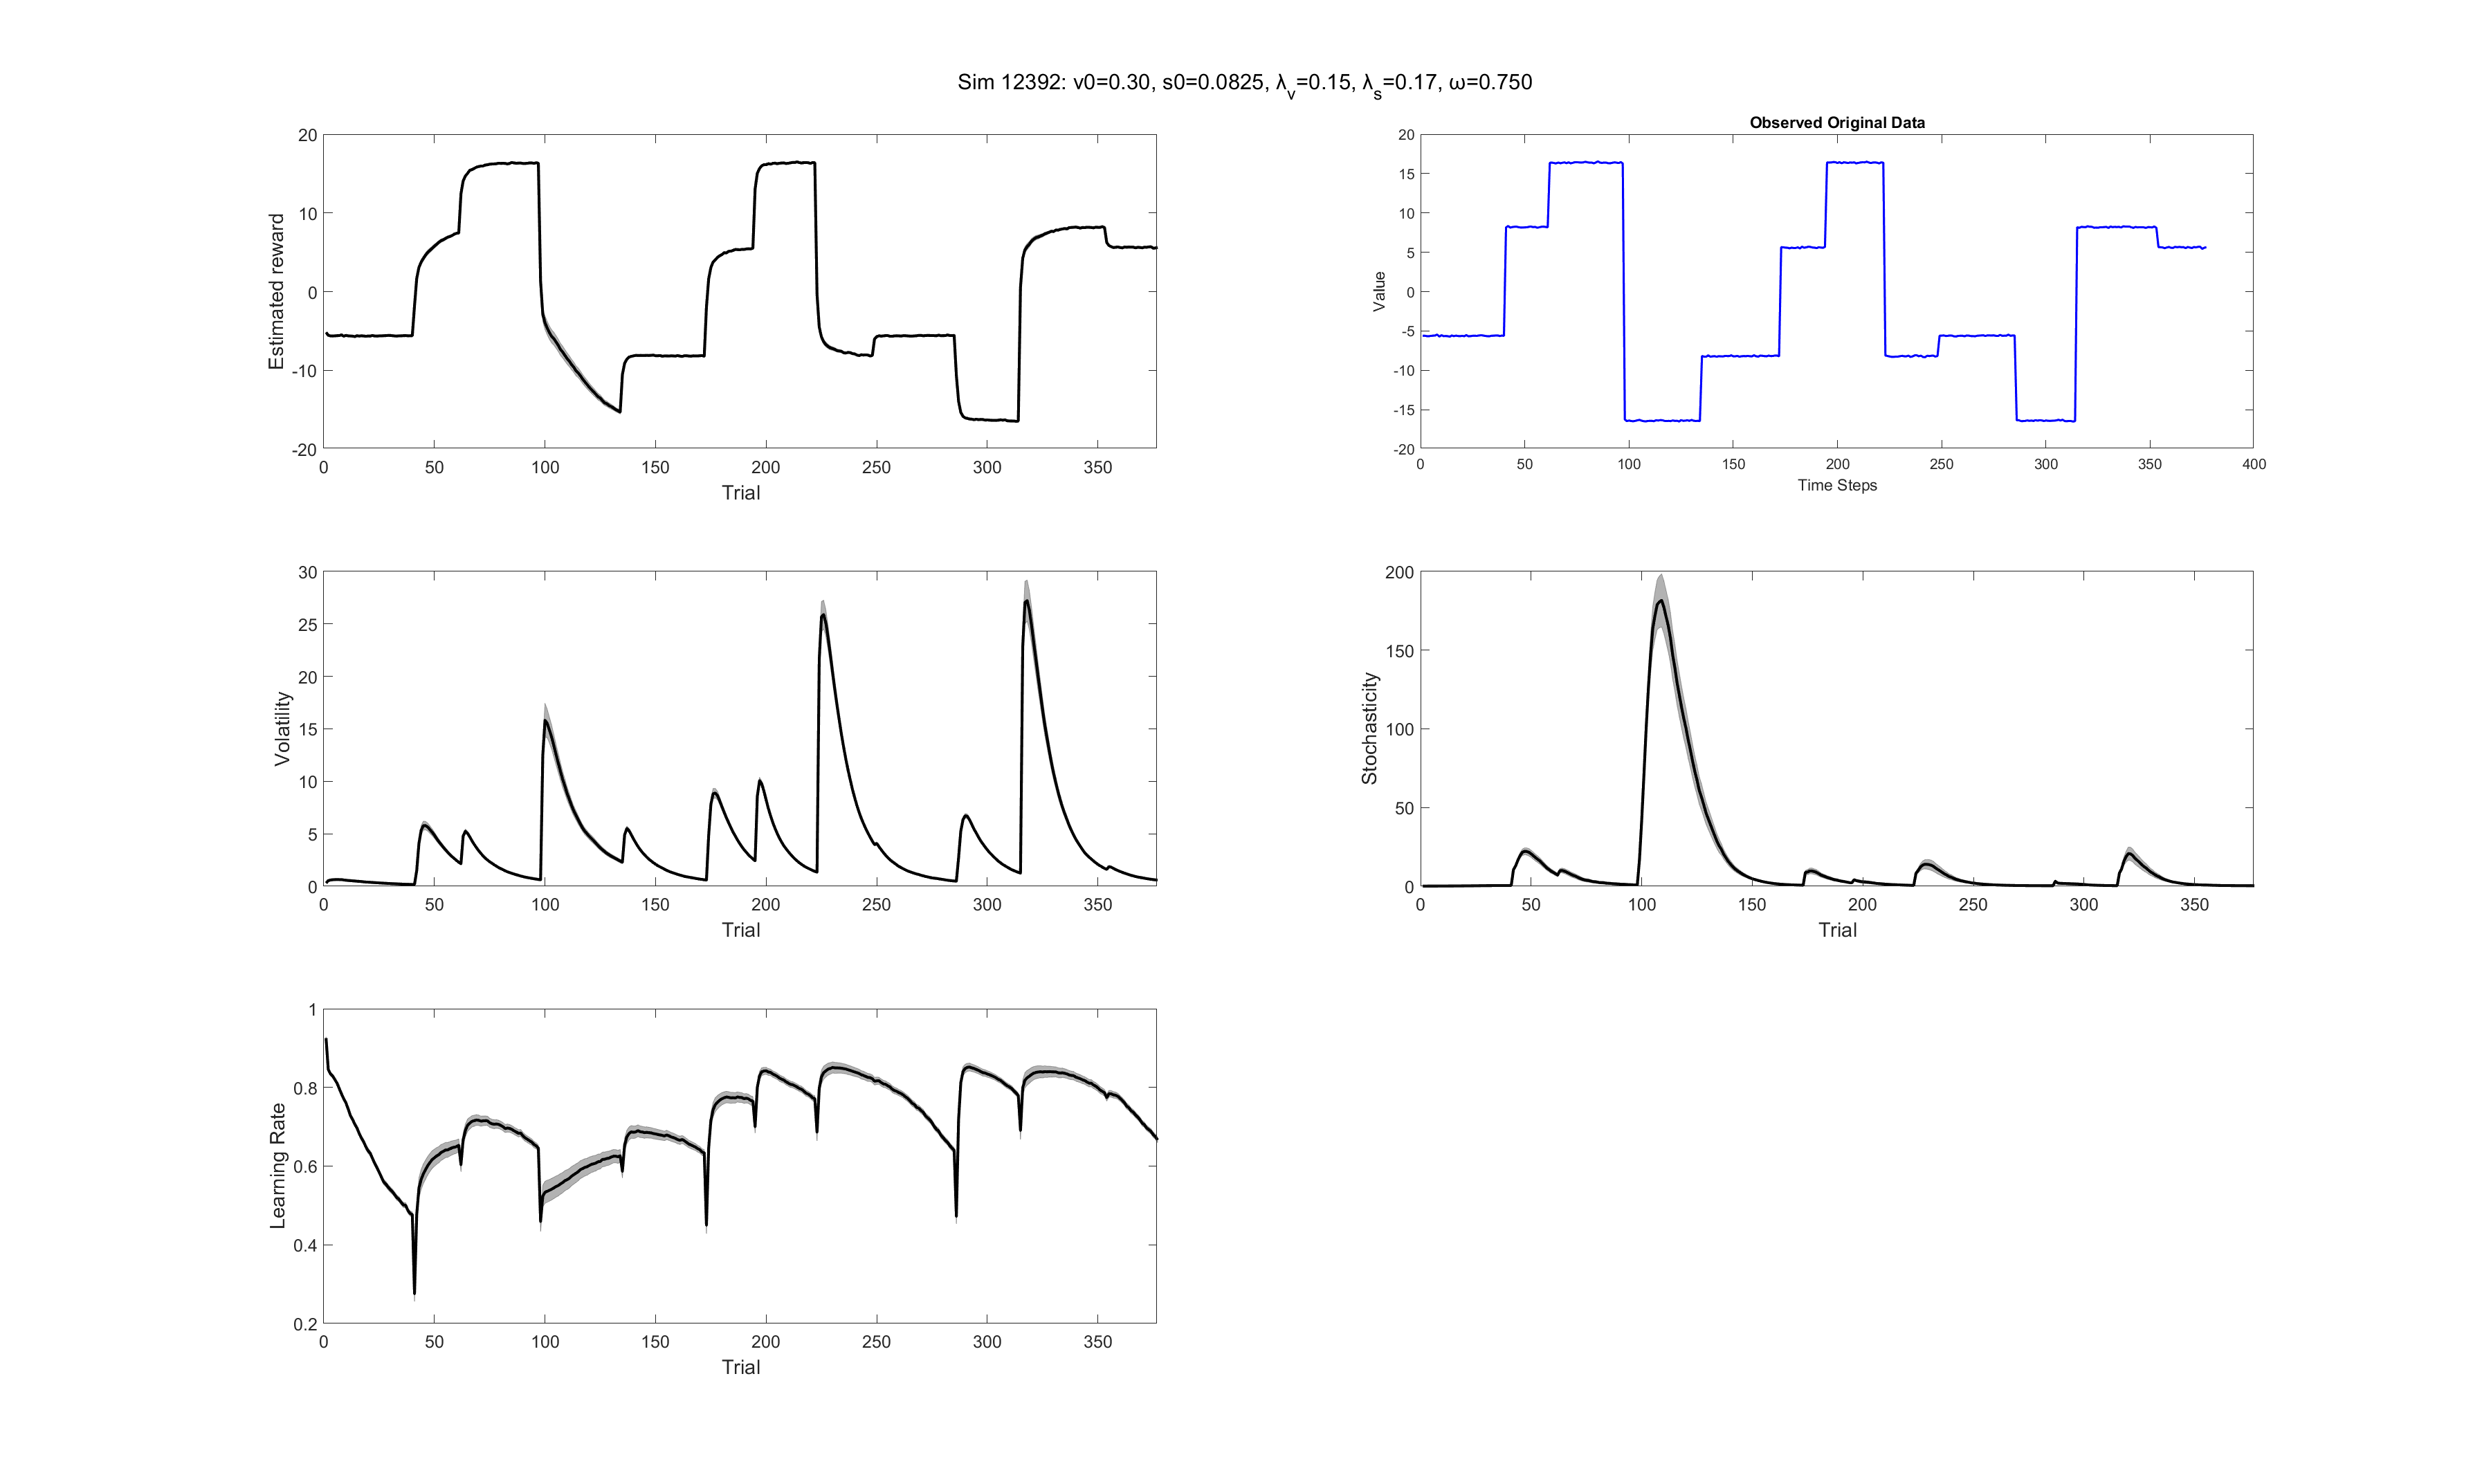 Sim 12392: v0=0.30, s0=0.0825, λv=0.15, λs=0.17, ω=0.750
Estimated reward
20
10
0
-10
-20
0 50 100 150 200 250 300 350
Trial
Observed Original Data
Value
20
15
10
5
0
-5
-10
-15
-20
0 50 100 150 200 250 300 350 400
Time Steps
Volatility
30
25
20
15
10
5
0
0 50 100 150 200 250 300 350
Trial
Stochasticity
200
150
100
50
0
0 50 100 150 200 250 300 350
Trial
Learning Rate
1
0.8
0.6
0.4
0.2
0 50 100 150 200 250 300 350
Trial